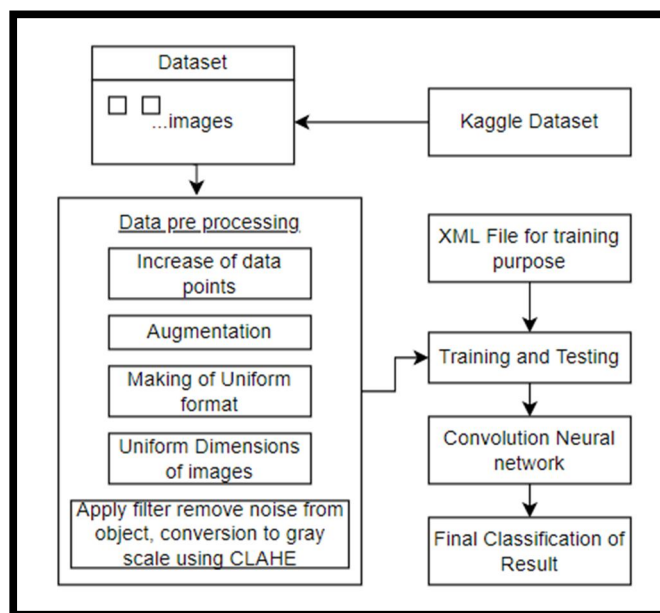 Dataset
...images
Kaggle Dataset
Data pre processing
Increase of data
points
Augmentation
Making of Uniform
format
Uniform Dimensions
of images
Apply filter remove noise from
object, conversion to gray
scale using CLAHE
XML File for training
purpose
Training and Testing
Convolution Neural
network
Final Classification of
Result